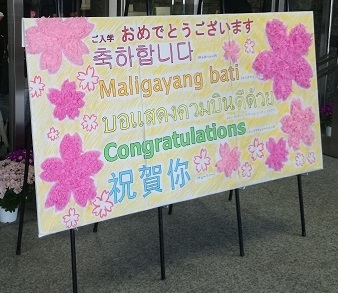 ご入学 おめでとうございます
축하합니다
Maligayang bati
ขอแสดงความยินดีด้วย
Congratulations
祝賀你